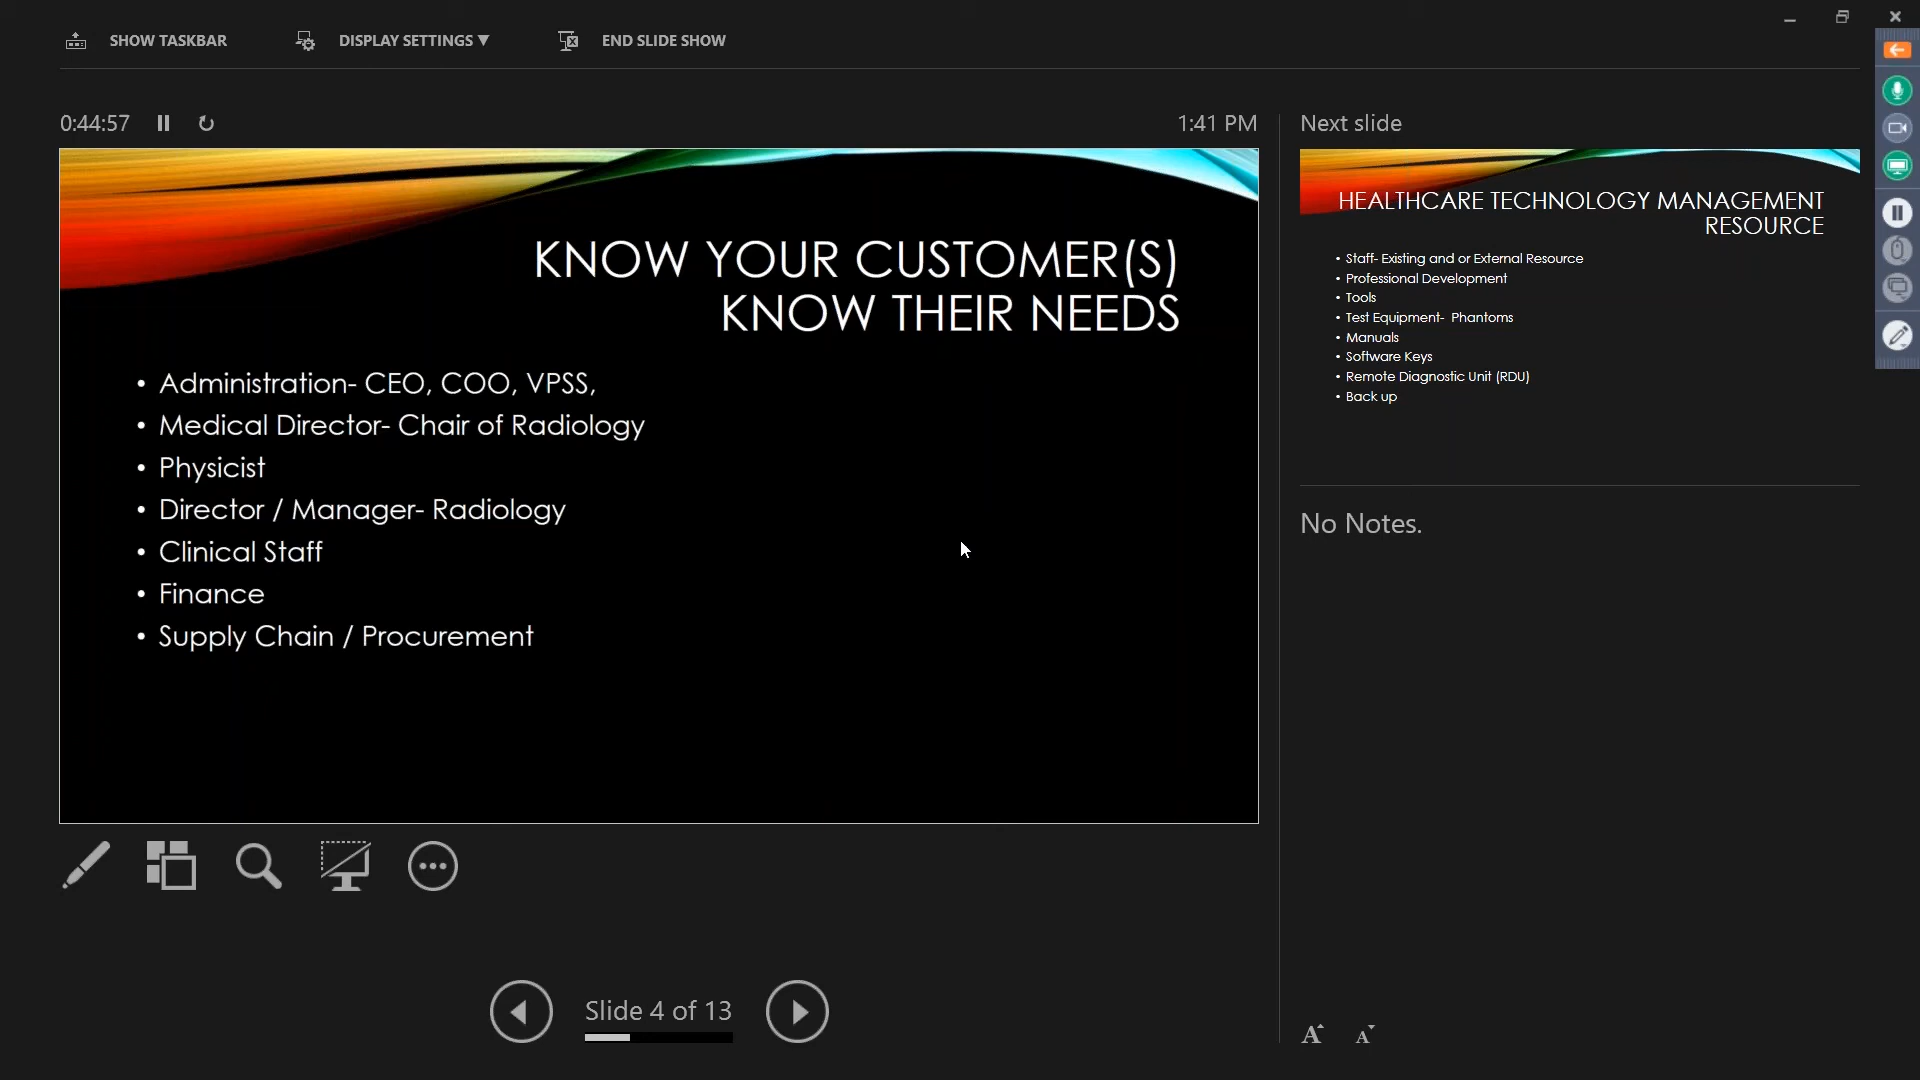 SHOW TASKBAR
DISPLAY SETTINGS ▼
END SLIDE SHOW
0:44:57
1:41 PM
Next slide
KNOW YOUR CUSTOMER(S)
KNOW THEIR NEEDS
• Administration- CEO, COO, VPSS,
• Medical Director- Chair of Radiology
• Physicist
• Director / Manager- Radiology
• Clinical Staff
• Finance
• Supply Chain / Procurement
HEALTHCARE TECHNOLOGY MANAGEMENT
RESOURCE
• Staff- Existing and or External Resource
• Professional Development
• Tools
• Test Equipment- Phantoms
• Manuals
• Software Keys
• Remote Diagnostic Unit (RDU)
• Back up
No Notes.
Slide 4 of 13
A A